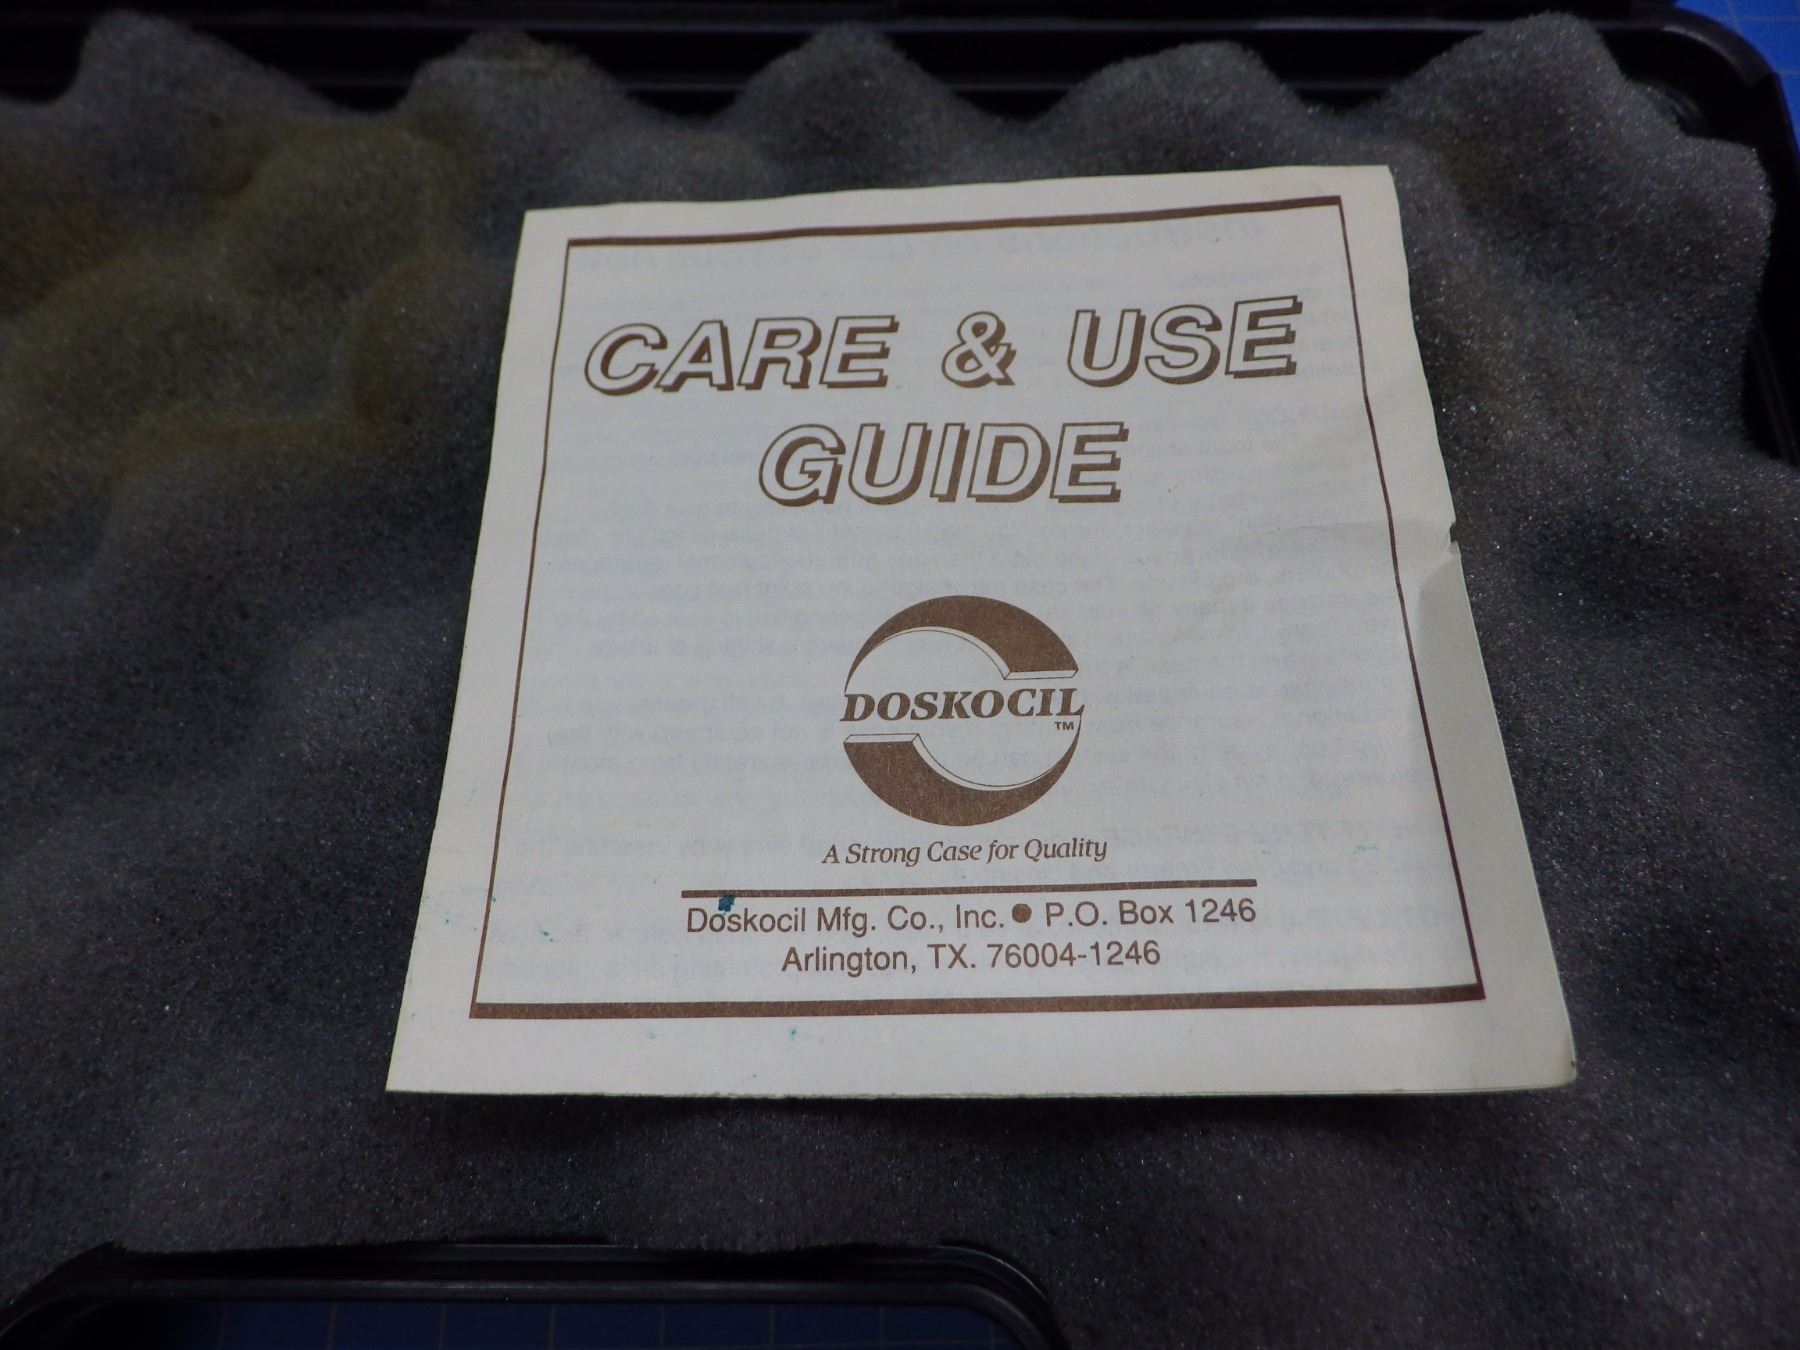 CARE & USE
GUIDE
DOSKOCIL
TM
A Strong Case for Quality
Doskocil Mfg. Co., Inc. ● P.O. Box 1246
Arlington, TX. 76004-1246